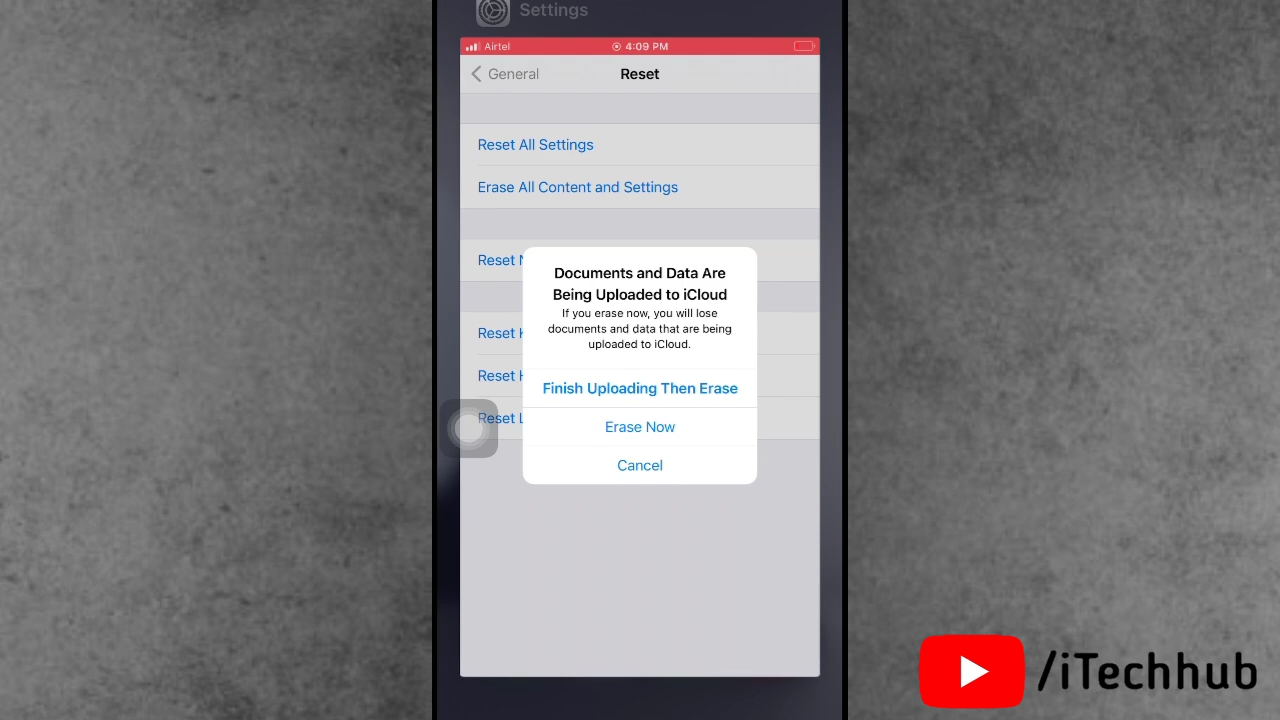 Settings
Airtel
4:09 PM
General
Reset
Reset All Settings
Erase All Content and Settings
Reset
Documents and Data Are
Being Uploaded to iCloud
If you erase now, you will lose
documents and data that are being
uploaded to iCloud.
Reset
Reset
Finish Uploading Then Erase
Reset
Erase Now
Cancel
/iTechhub